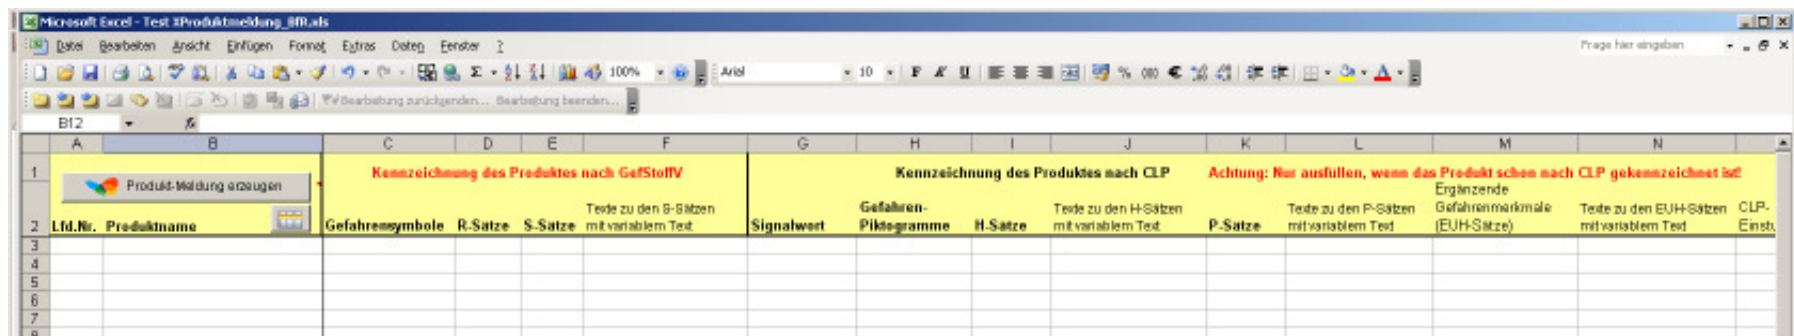 Microsoft Excel - Test XProduktmeldung_BfR.xls
Datei Bearbeiten Ansicht Einfügen Format Extras Daten Fenster ?
Prage hier eingeben
100%
Arial
10
F K U
% 000 €
Bearbeitung zurücksenden... Bearbeitung beenden...
B12
fx
A B C D E F G H I J K L M N
1
Produkt-Meldung erzeugen
Kennzeichnung des Produktes nach GefStoffV
Kennzeichnung des Produktes nach CLP
Achtung: Nur ausfüllen, wenn das Produkt schon nach CLP gekennzeichnet ist!
2
Lfd.Nr.
Produktname
Gefahrensymbole
R-Sätze
S-Sätze
Texte zu den S-Sätzen
mit variablem Text
Signalwort
Gefahren-
Piktogramme
H-Sätze
Texte zu den H-Sätzen
mit variablem Text
P-Sätze
Texte zu den P-Sätzen
mit variablem Text
Ergänzende
Gefahrenmerkmale
(EUH-Sätze)
Texte zu den EUH-Sätzen
mit variablem Text
CLP-
Einstu
3
4
5
6
7